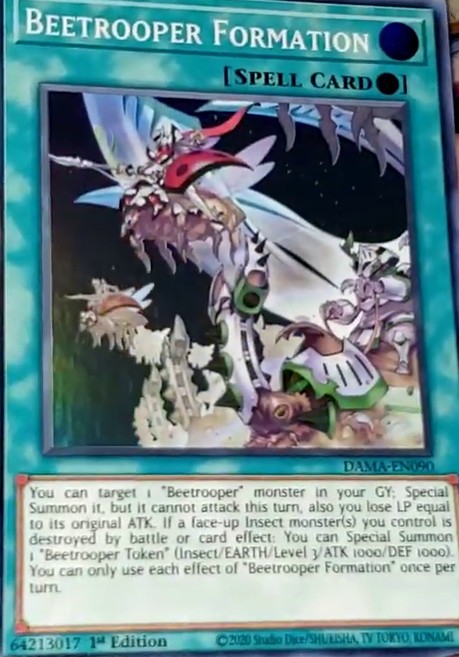 BEETROOPER FORMATION
[SPELL CARD]
DAMA-EN090
You can target 1 "Beetrooper" monster in your GY; Special
Summon it, but it cannot attack this turn, also you lose LP equal
to its original ATK. If a face-up Insect monster(s) you control is
destroyed by battle or card effect: You can Special Summon
1 "Beetrooper Token" (Insect/EARTH/Level 3/ATK 1000/DEF 1000).
You can only use each effect of "Beetrooper Formation" once per
turn.
64213017 1st Edition ©2020 Studio Dice/SHUEISHA, TV TOKYO, KONAMI